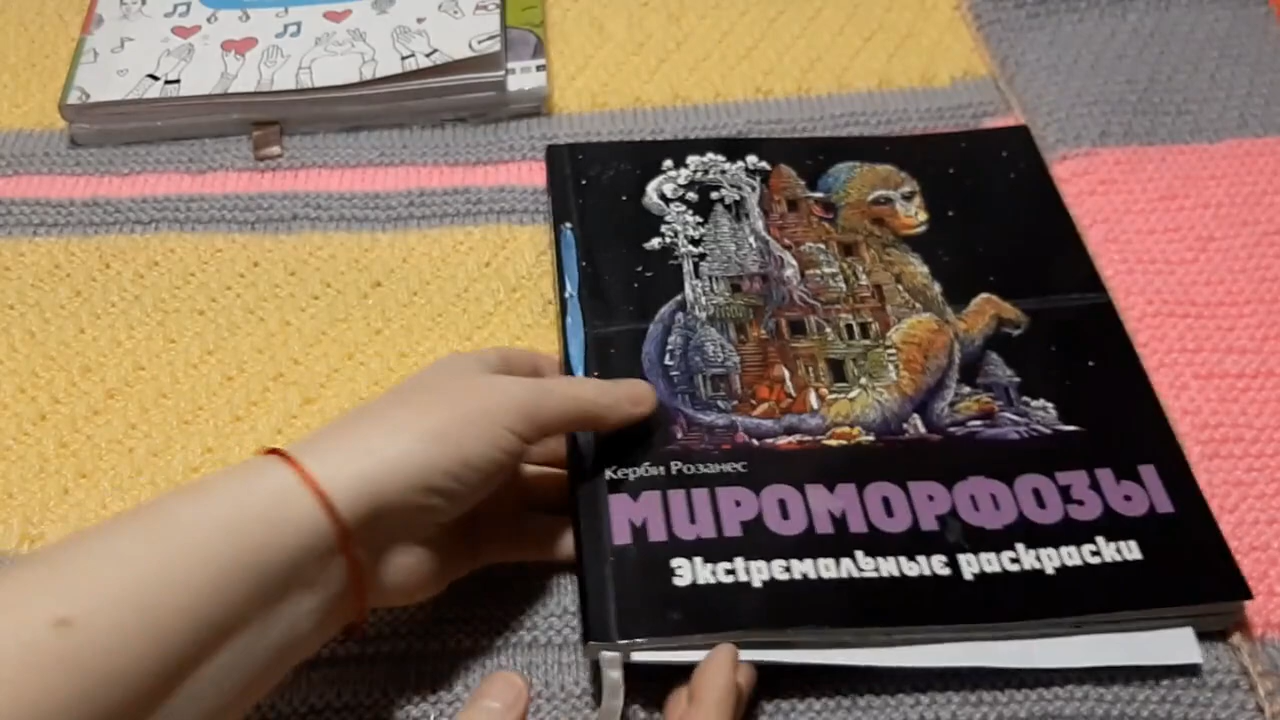 Керби Розанес
МИРОМОРФОЗЫ
Экстремальные раскраски